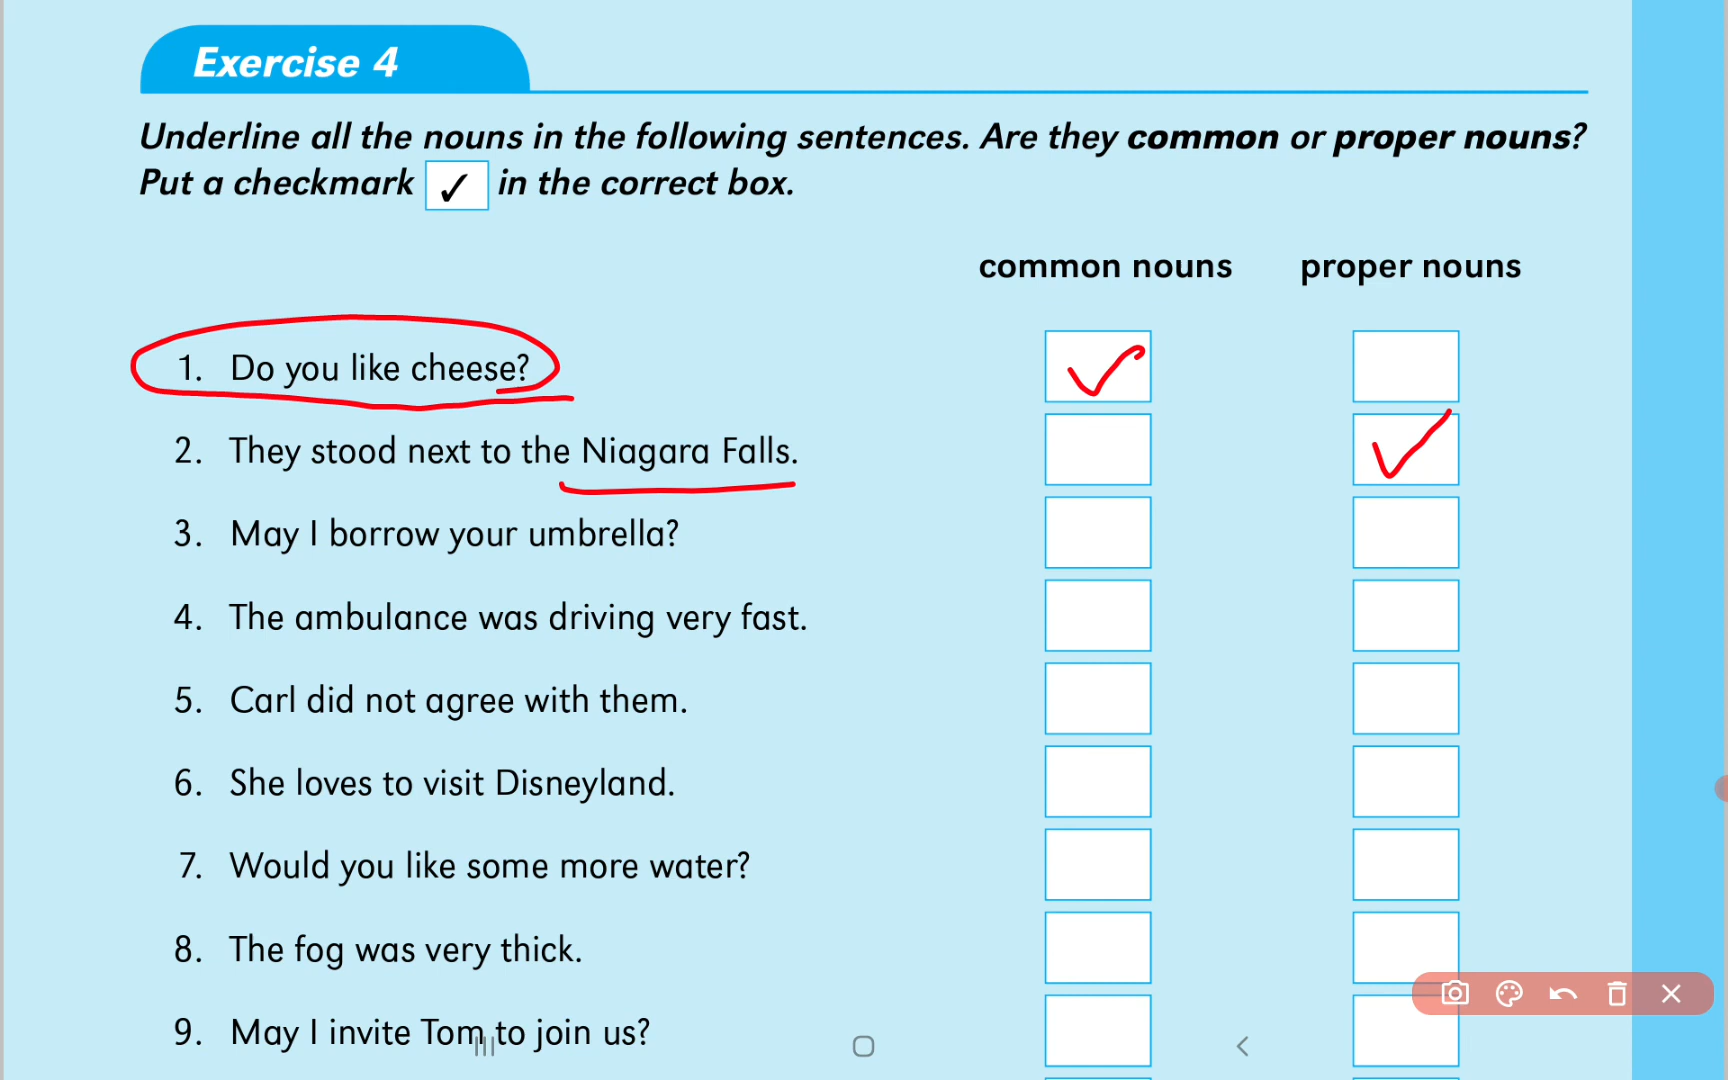 Exercise 4
Underline all the nouns in the following sentences. Are they common or proper nouns?
Put a checkmark ✓ in the correct box.
common nouns proper nouns
1. Do you like cheese?
2. They stood next to the Niagara Falls.
3. May I borrow your umbrella?
4. The ambulance was driving very fast.
5. Carl did not agree with them.
6. She loves to visit Disneyland.
7. Would you like some more water?
8. The fog was very thick.
9. May I invite Tom to join us?